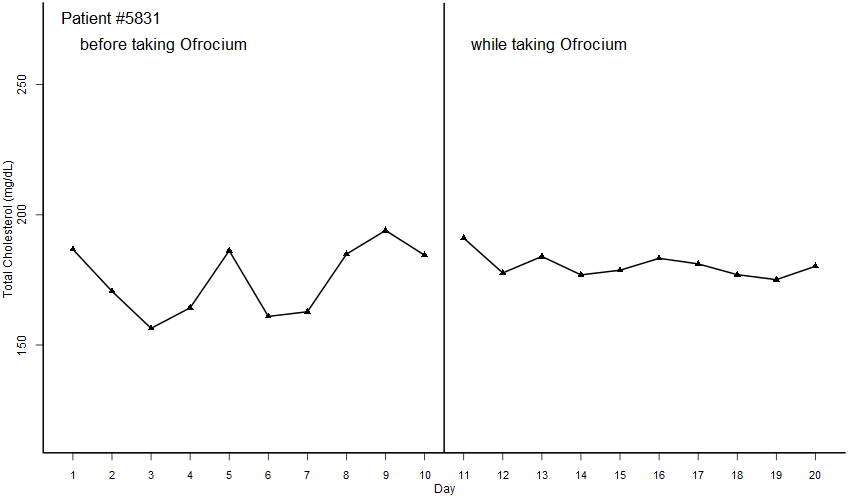 Patient #5831
before taking Ofrocium
while taking Ofrocium
Total Cholesterol (mg/dL)
250
200
150
1 2 3 4 5 6 7 8 9 10 11 12 13 14 15 16 17 18 19 20
Day